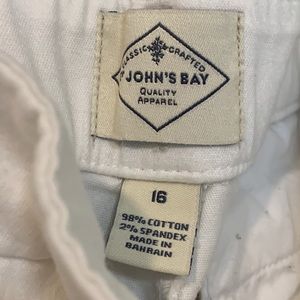 CLASSIC CRAFTED
JOHN'S BAY
QUALITY
APPAREL
16
98% COTTON
2% SPANDEX
MADE IN
BAHRAIN